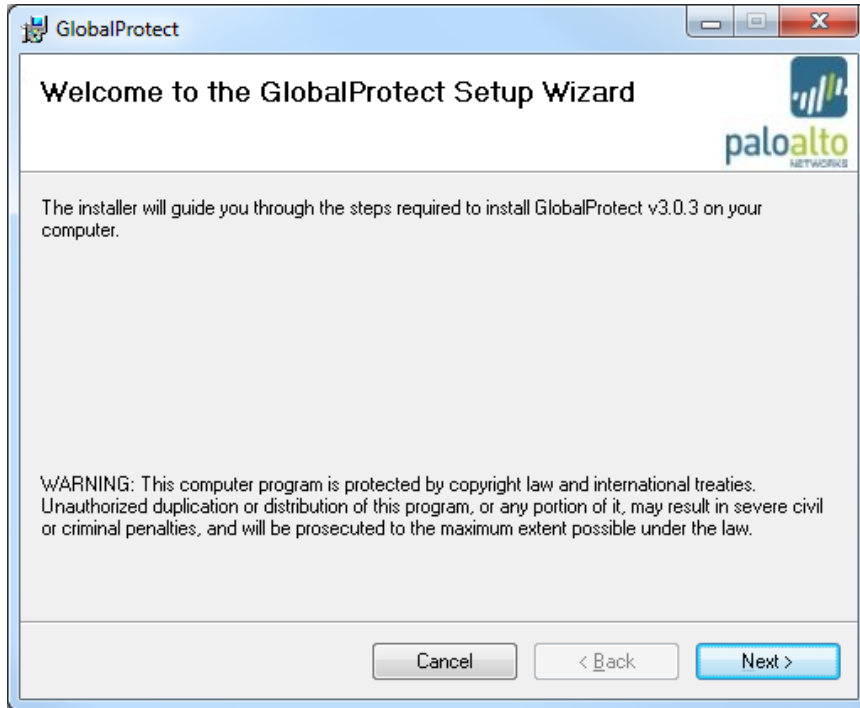 GlobalProtect
Welcome to the GlobalProtect Setup Wizard
paloalto
NETWORKS
The installer will guide you through the steps required to install GlobalProtect v3.0.3 on your
computer.
WARNING: This computer program is protected by copyright law and international treaties.
Unauthorized duplication or distribution of this program, or any portion of it, may result in severe civil
or criminal penalties, and will be prosecuted to the maximum extent possible under the law.
Cancel
< Back
Next >